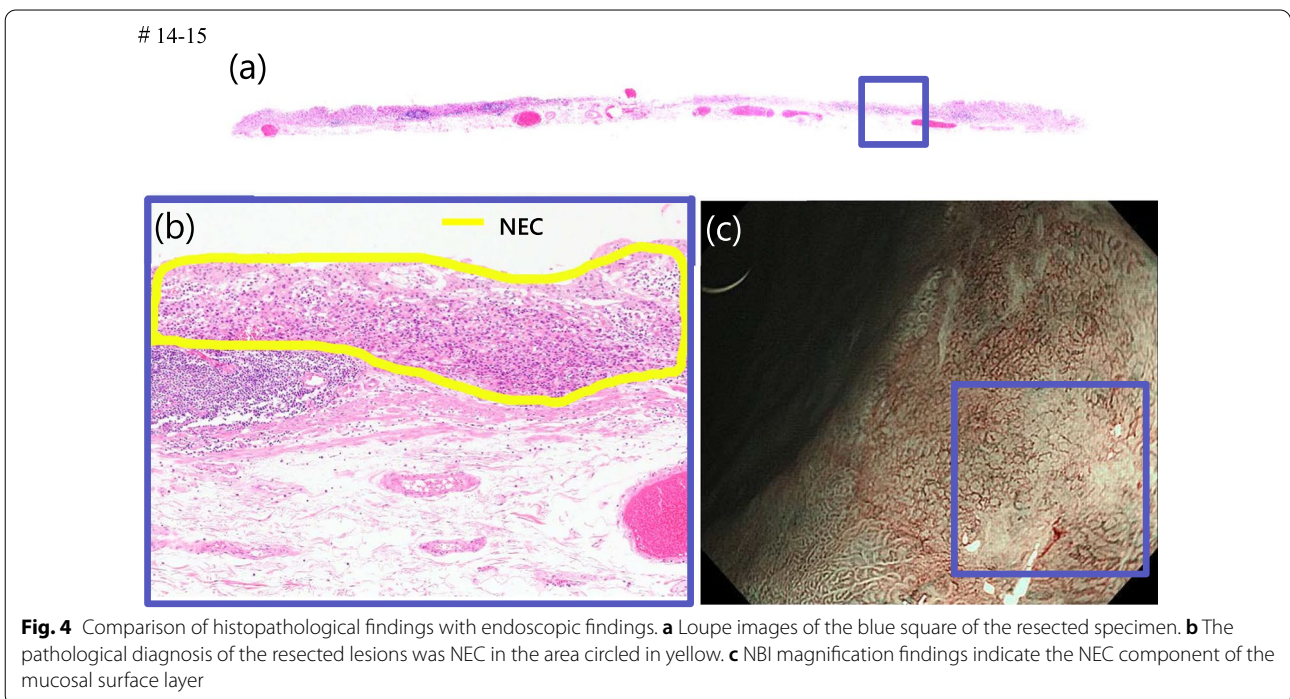 # 14-15
(a)
(b)
NEC
(c)
Fig. 4 Comparison of histopathological findings with endoscopic findings. a Loupe images of the blue square of the resected specimen. b The
pathological diagnosis of the resected lesions was NEC in the area circled in yellow. c NBI magnification findings indicate the NEC component of the
mucosal surface layer